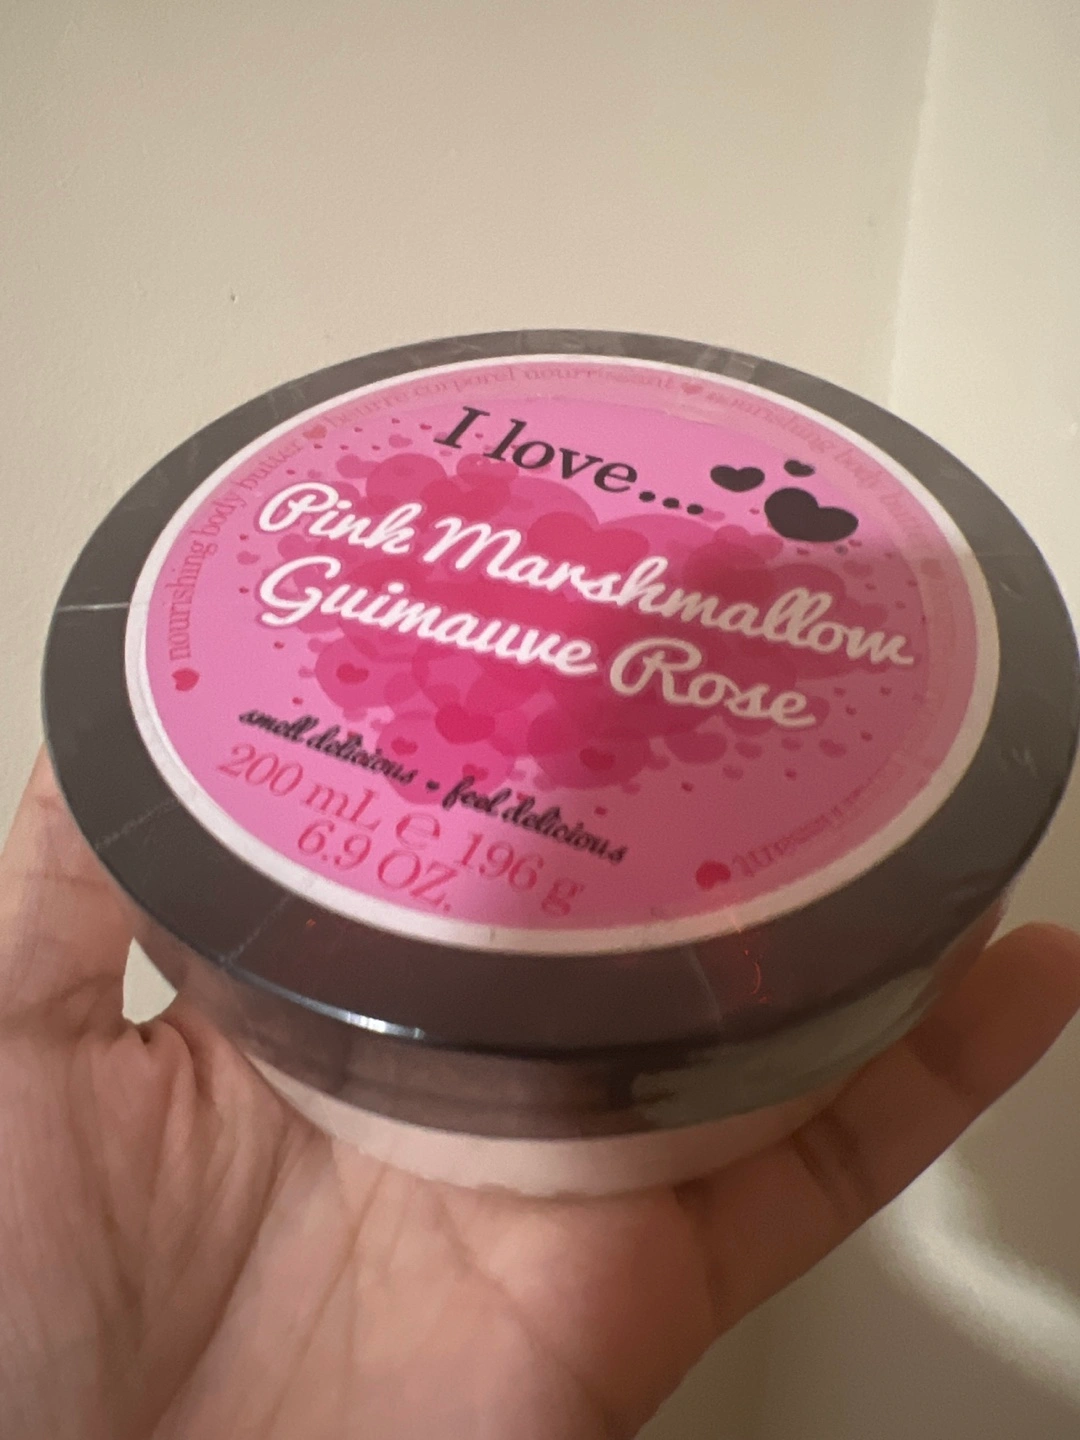 nourishing body butter beurre corporel nourrissant nourishing body
I love...
Pink Marshmallow
Guimauve Rose
smell delicious • feel delicious
200 mL ℮ 196 g
6.9 OZ.